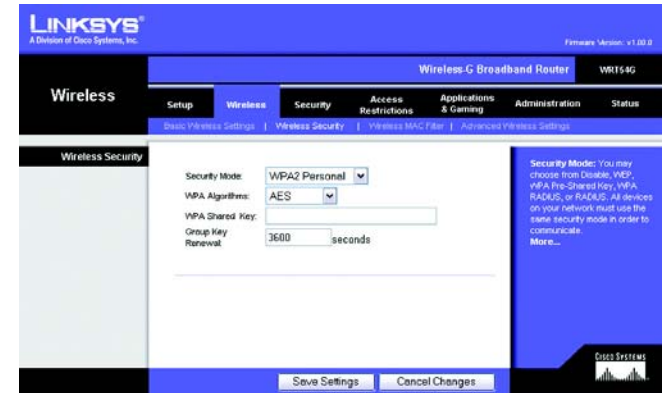 LINKSYS®
A Division of Cisco Systems, Inc.
Firmware Version: v1.00.0
Wireless-G Broadband Router WRT54G
Wireless
Setup Wireless Security Access Restrictions Applications & Gaming Administration Status
Basic Wireless Settings | Wireless Security | Wireless MAC Filter | Advanced Wireless Settings
Wireless Security
Security Mode: WPA2 Personal
WPA Algorithms: AES
WPA Shared Key:
Group Key Renewal: 3600 seconds
Security Mode: You may
choose from Disable, WEP,
WPA Pre-Shared Key, WPA
RADIUS, or RADIUS. All devices
on your network must use the
same security mode in order to
communicate.
More...
Save Settings Cancel Changes
CISCO SYSTEMS